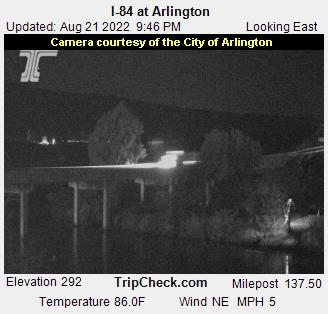 I-84 at Arlington
Updated: Aug 21 2022 9:46 PM Looking East
Camera courtesy of the City of Arlington
Elevation 292 TripCheck.com Milepost 137.50
Temperature 86.0F Wind NE MPH 5